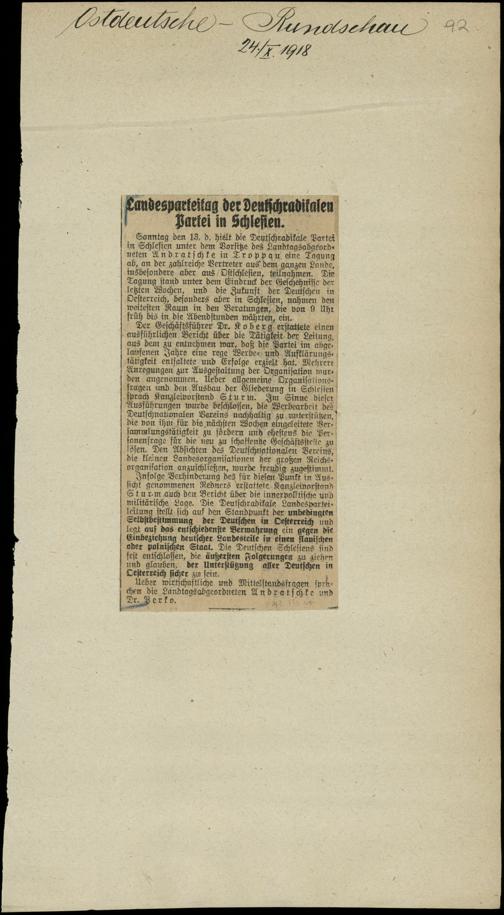 Ostdeutsche - Rundschau
92.
24/X. 1918
Landesparteitag der Deutschradikalen
Partei in Schlesien.
Sonntag den 13. d. hielt die Deutschradikale Partei
in Schlesien unter dem Vorsitze des Landtagsabgeord-
neten Andratschke in Troppau eine Tagung
ab, an der zahlreiche Vertreter aus dem ganzen Lande,
insbesondere aber aus Ostschlesien, teilnahmen. Die
Tagung stand unter dem Eindruck der Geschehnisse der
letzten Wochen, und die Zukunft der Deutschen in
Oesterreich, besonders aber in Schlesien, nahmen den
weitesten Raum in den Beratungen, die von 9 Uhr
früh bis in die Abendstunden währten, ein.
Der Geschäftsführer Dr. Koberg erstattete einen
ausführlichen Bericht über die Tätigkeit der Leitung,
aus dem zu entnehmen war, daß die Partei im abge-
laufenen Jahre eine rege Werbe- und Aufklärungs-
tätigkeit entfaltete und Erfolge erzielt hat. Mehrere
Anregungen zur Ausgestaltung der Organisation wur-
den angenommen. Ueber allgemeine Organisations-
fragen und den Ausbau der Gliederung in Schlesien
sprach Kanzleivorstand Sturm. Im Sinne dieser
Ausführungen wurde beschlossen, die Werbearbeit des
Deutschnationalen Vereins nachhaltig zu unterstützen,
die von ihm für die nächsten Wochen eingeleitete Ver-
sammlungstätigkeit zu fördern und ehestens die Per-
sonenfrage für die neu zu schaffende Geschäftsstelle zu
lösen. Den Absichten des Deutschnationalen Vereins,
die kleinen Landesorganisationen der großen Reichs-
organisation anzuschließen, wurde freudig zugestimmt.
Infolge Verhinderung des für diesen Punkt in Aus-
sicht genommenen Redners erstattete Kanzleivorstand
Sturm auch den Bericht über die innerpolitische und
militärische Lage. Die Deutschradikale Landespartei-
leitung stellt sich auf den Standpunkt der unbedingten
Selbstbestimmung der Deutschen in Oesterreich und
legt auf das entschiedenste Verwahrung ein gegen die
Einbeziehung deutscher Landesteile in einen slawischen
oder polnischen Staat. Die Deutschen Schlesiens sind
fest entschlossen, die äußersten Folgerungen zu ziehen
und glauben, der Unterstützung aller Deutschen in
Oesterreich sicher zu sein.
Ueber wirtschaftliche und Mittelstandsfragen spra-
chen die Landtagsabgeordneten Andratschke und
Dr. Berko.